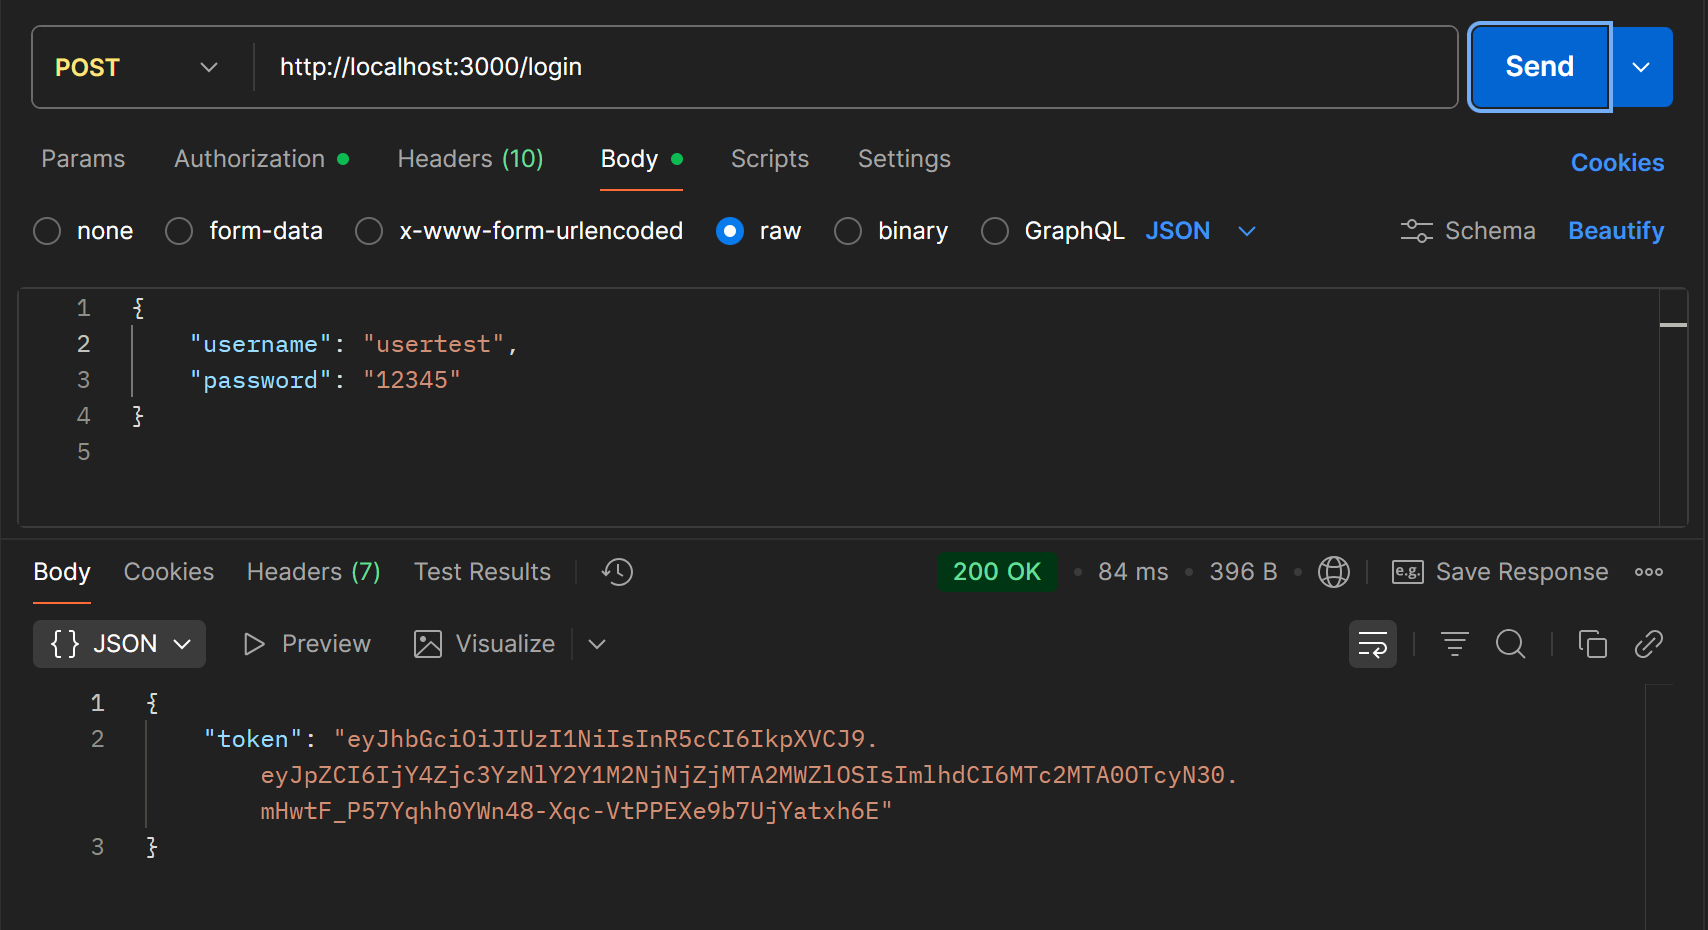 POST http://localhost:3000/login Send
Params Authorization Headers (10) Body Scripts Settings Cookies
none form-data x-www-form-urlencoded raw binary GraphQL JSON Schema Beautify
1 {
2 "username": "usertest",
3 "password": "12345"
4 }
5
Body Cookies Headers (7) Test Results 200 OK • 84 ms • 396 B • e.g. Save Response
{} JSON Preview Visualize
1 {
2 "token": "eyJhbGciOiJIUzI1NiIsInR5cCI6IkpXVCJ9.
eyJpZCI6IjY4Zjc3YzNlY2Y1M2NjNjZjMTA2MWZlOSIsImlhdCI6MTc2MTA0OTcyN30.
mHwtF_P57Yqhh0YWn48-Xqc-VtPPEXe9b7UjYatxh6E"
3 }